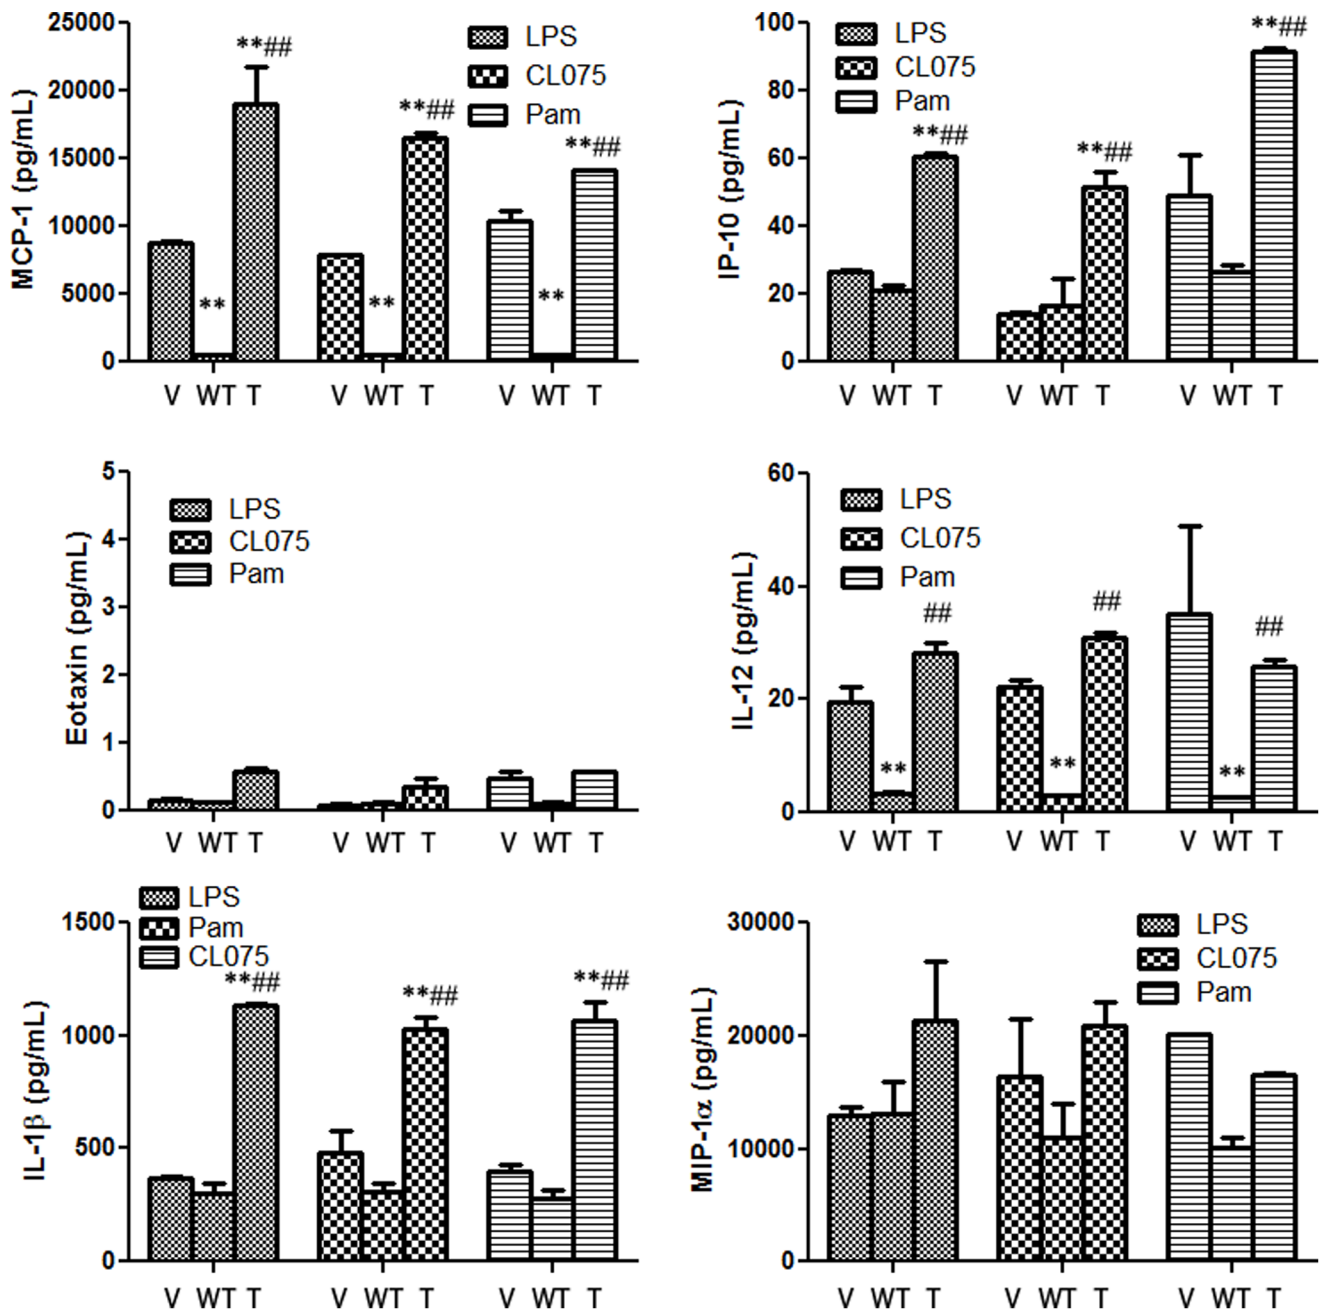 MCP-1 (pg/mL)
25000
20000
15000
10000
5000
0
LPS
CL075
Pam
**##
**##
**##
**
**
**
V WT T
V WT T
V WT T
IP-10 (pg/mL)
100
80
60
40
20
0
LPS
CL075
Pam
**##
**##
**##
V WT T
V WT T
V WT T
Eotaxin (pg/mL)
5
4
3
2
1
0
LPS
CL075
Pam
V WT T
V WT T
V WT T
IL-12 (pg/mL)
60
40
20
0
LPS
CL075
Pam
##
##
##
**
**
**
V WT T
V WT T
V WT T
IL-1β (pg/mL)
1500
1000
500
0
LPS
Pam
CL075
**##
**##
**##
V WT T
V WT T
V WT T
MIP-1α (pg/mL)
30000
20000
10000
0
LPS
CL075
Pam
V WT T
V WT T
V WT T